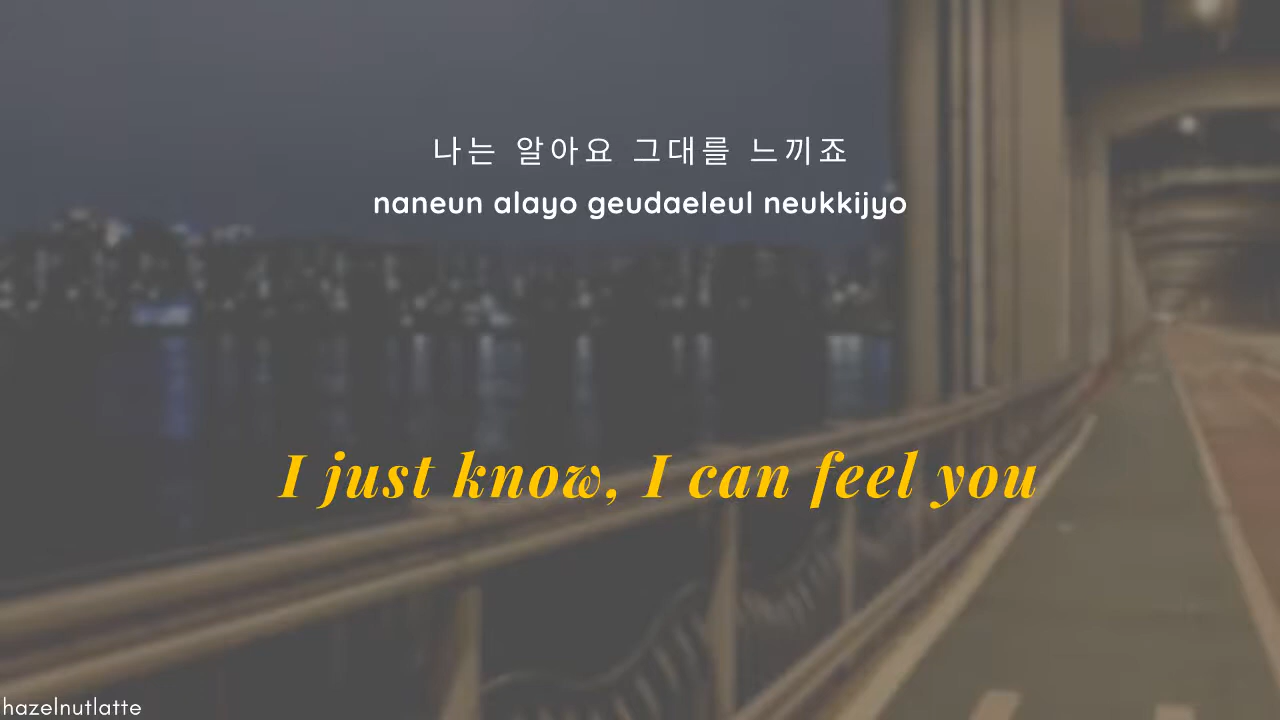 나는 알아요 그대를 느끼죠
naneun alayo geudaeleul neukkijyo
I just know, I can feel you
hazelnutlatte